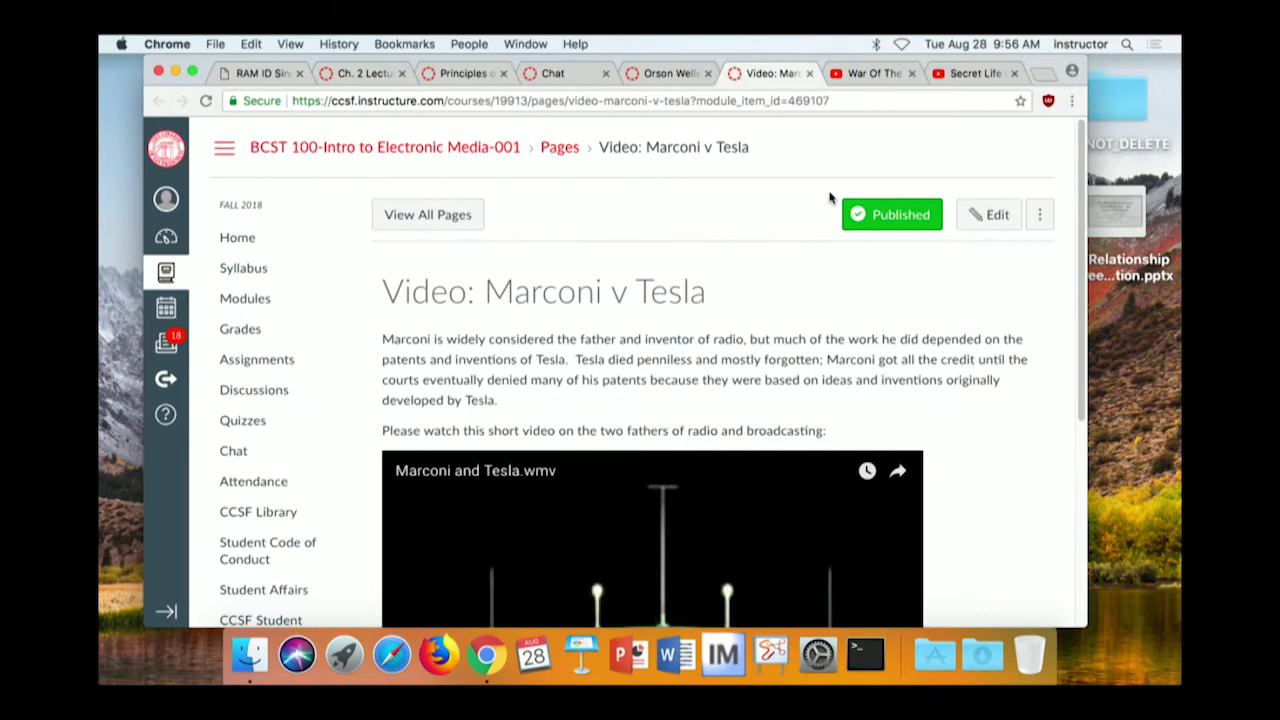 Chrome File Edit View History Bookmarks People Window Help Tue Aug 28 9:56 AM instructor
RAM ID Sin Ch. 2 Lectu Principles o Chat Orson Welle Video: Marc War Of The Secret Life
Secure https://ccsf.instructure.com/courses/19913/pages/video-marconi-v-tesla?module_item_id=469107
BCST 100-Intro to Electronic Media-001 › Pages › Video: Marconi v Tesla
NOT_DELETE
FALL 2018
View All Pages
Published
Edit
Home
Syllabus
Modules
Grades
Assignments
Discussions
Quizzes
Chat
Attendance
CCSF Library
Student Code of
Conduct
Student Affairs
CCSF Student
18
Video: Marconi v Tesla
Marconi is widely considered the father and inventor of radio, but much of the work he did depended on the
patents and inventions of Tesla. Tesla died penniless and mostly forgotten; Marconi got all the credit until the
courts eventually denied many of his patents because they were based on ideas and inventions originally
developed by Tesla.
Please watch this short video on the two fathers of radio and broadcasting:
Marconi and Tesla.wmv
Relationship
ee...tion.pptx
AUG
28
P
W
IM